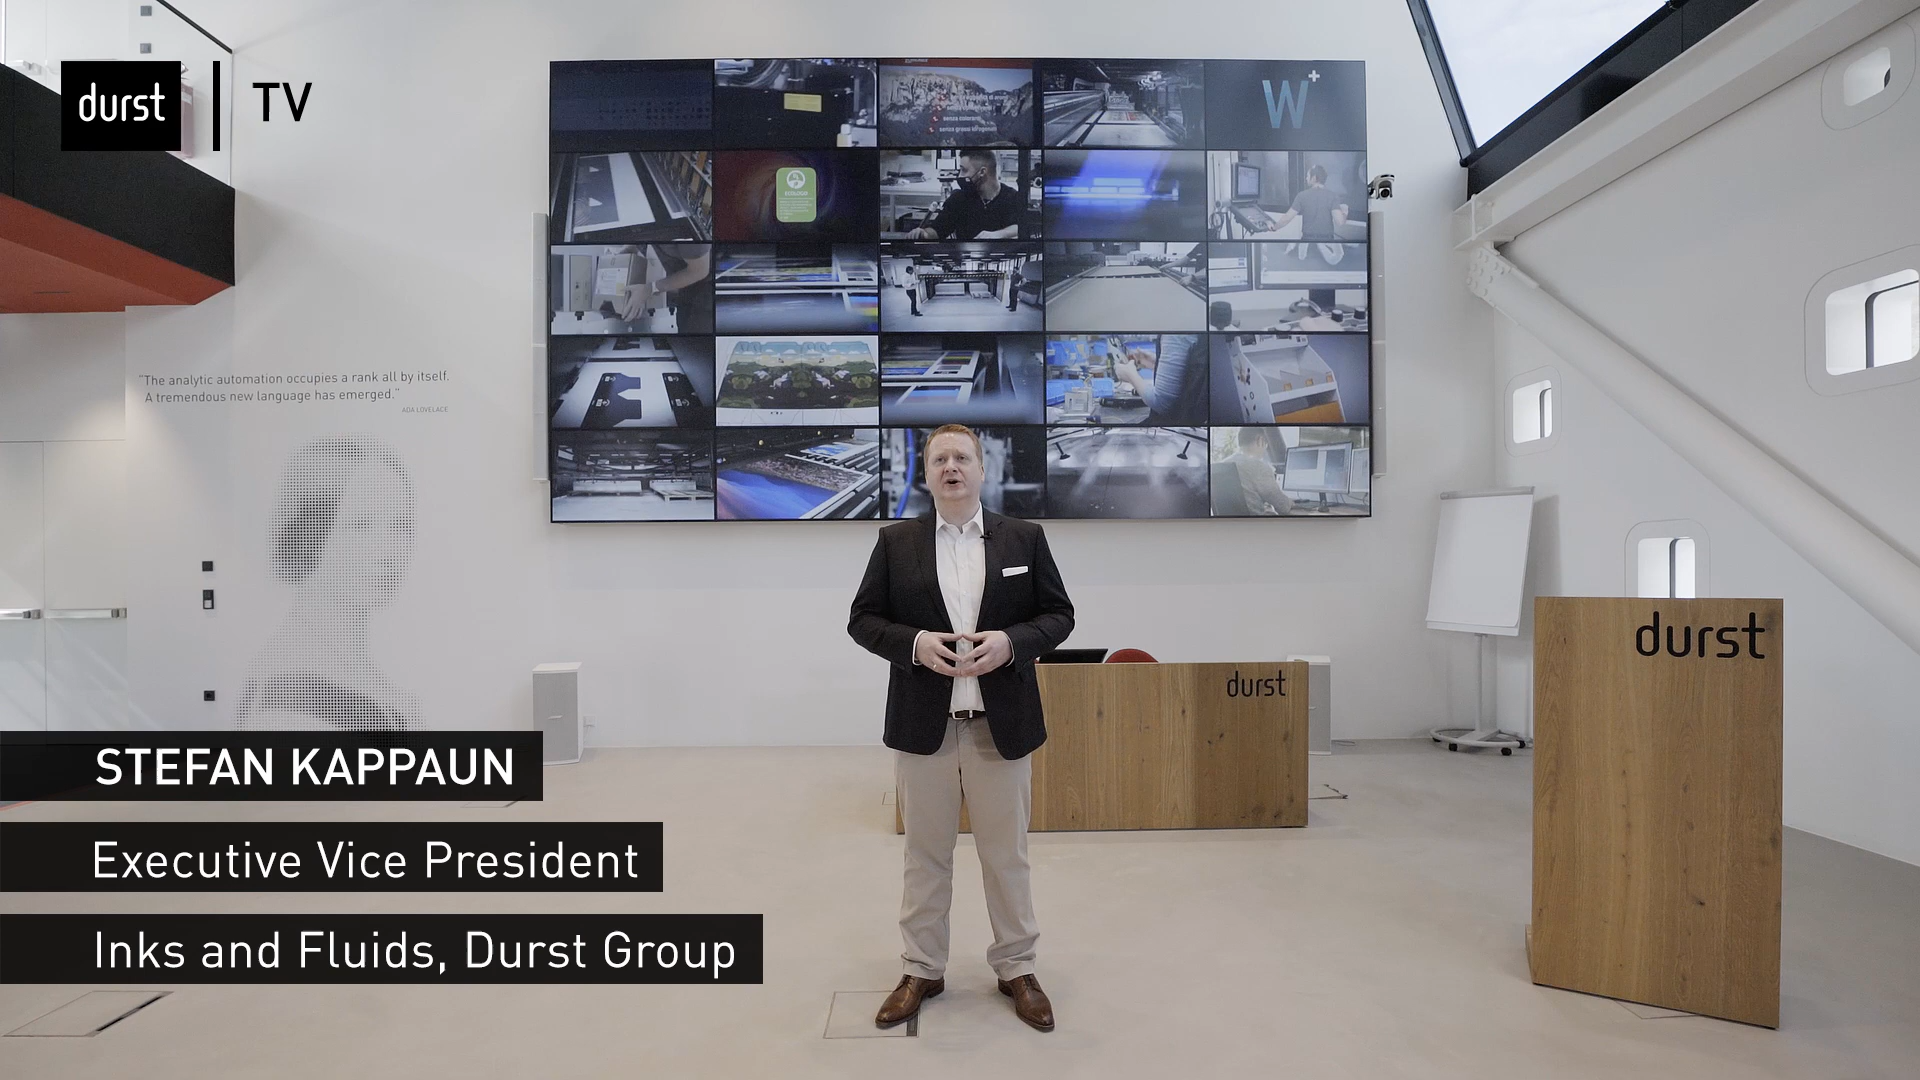 durst
TV
W+
ECOLOGO
"The analytic automation occupies a rank all by itself.
A tremendous new language has emerged."
ADA LOVELACE
durst
durst
STEFAN KAPPAUN
Executive Vice President
Inks and Fluids, Durst Group